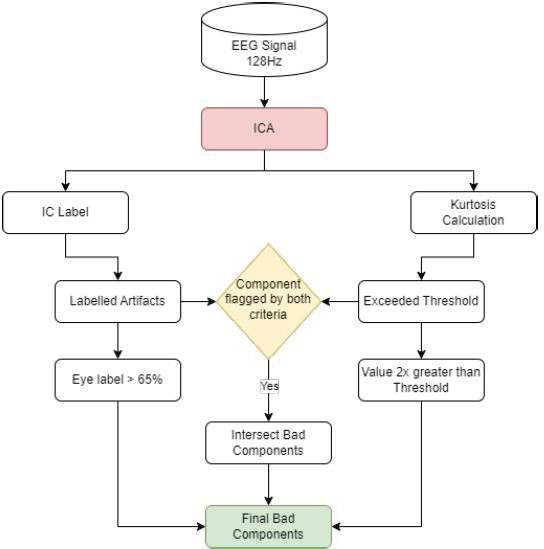 EEG Signal
128Hz
ICA
IC Label
Kurtosis
Calculation
Labelled Artifacts
Component
flagged by both
criteria
Exceeded Threshold
Eye label > 65%
Value 2x greater than
Threshold
Yes
Intersect Bad
Components
Final Bad
Components